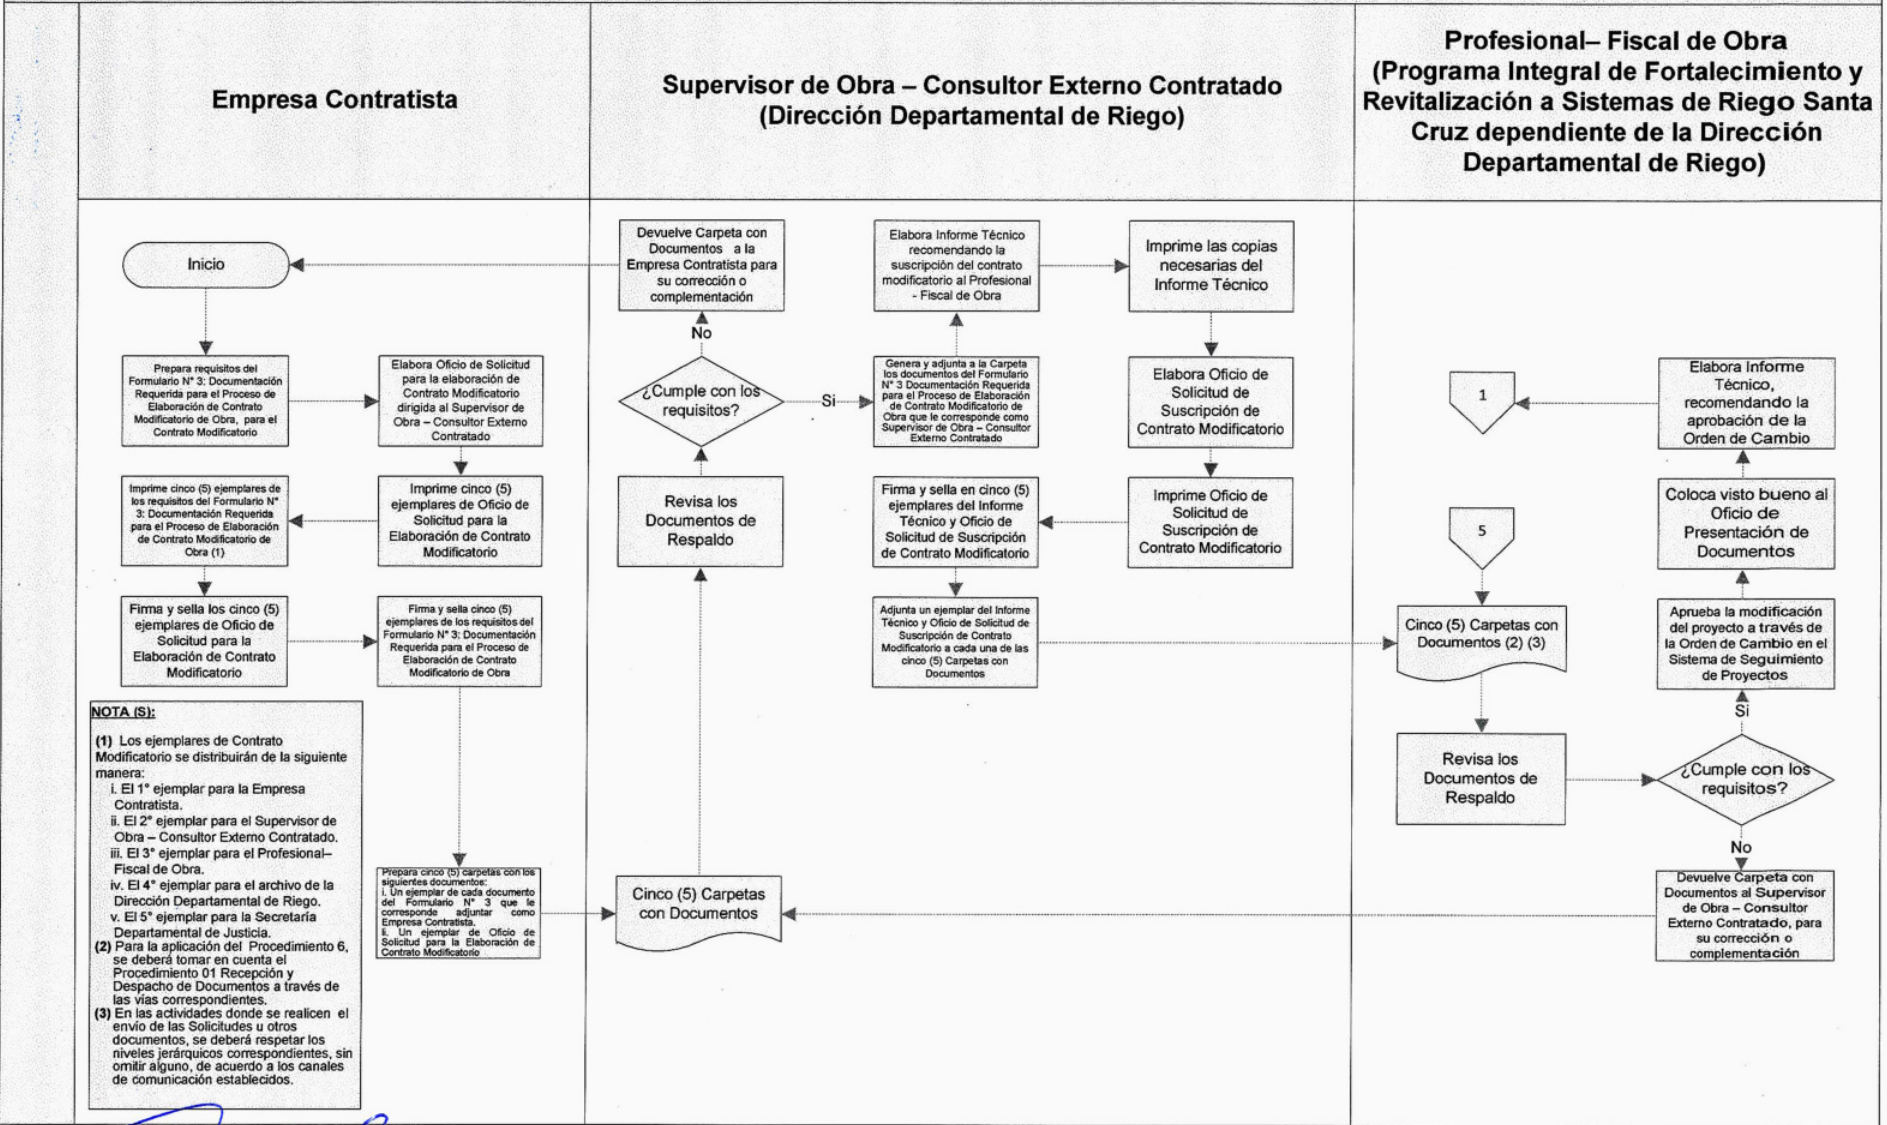 Empresa Contratista
Supervisor de Obra – Consultor Externo Contratado
(Dirección Departamental de Riego)
Profesional– Fiscal de Obra
(Programa Integral de Fortalecimiento y
Revitalización a Sistemas de Riego Santa
Cruz dependiente de la Dirección
Departamental de Riego)
Inicio
Prepara requisitos del
Formulario N° 3: Documentación
Requerida para el Proceso de
Elaboración de Contrato
Modificatorio de Obra, para el
Contrato Modificatorio
Elabora Oficio de Solicitud
para la elaboración de
Contrato Modificatorio
dirigida al Supervisor de
Obra – Consultor Externo
Contratado
Imprime cinco (5)
ejemplares de Oficio de
Solicitud para la
Elaboración de Contrato
Modificatorio
Imprime cinco (5) ejemplares de
los requisitos del Formulario N°
3: Documentación Requerida
para el Proceso de Elaboración
de Contrato Modificatorio de
Obra (1)
Firma y sella los cinco (5)
ejemplares de Oficio de
Solicitud para la
Elaboración de Contrato
Modificatorio
Firma y sella cinco (5)
ejemplares de los requisitos del
Formulario N° 3: Documentación
Requerida para el Proceso de
Elaboración de Contrato
Modificatorio de Obra
Prepara cinco (5) carpetas con los
siguientes documentos:
i. Un ejemplar de cada documento
del Formulario N° 3 que le
corresponde adjuntar como
Empresa Contratista.
ii. Un ejemplar de Oficio de
Solicitud para la Elaboración de
Contrato Modificatorio
NOTA (S):
(1) Los ejemplares de Contrato
Modificatorio se distribuirán de la siguiente
manera:
i. El 1° ejemplar para la Empresa
Contratista.
ii. El 2° ejemplar para el Supervisor de
Obra – Consultor Externo Contratado.
iii. El 3° ejemplar para el Profesional–
Fiscal de Obra.
iv. El 4° ejemplar para el archivo de la
Dirección Departamental de Riego.
v. El 5° ejemplar para la Secretaría
Departamental de Justicia.
(2) Para la aplicación del Procedimiento 6,
se deberá tomar en cuenta el
Procedimiento 01 Recepción y
Despacho de Documentos a través de
las vías correspondientes.
(3) En las actividades donde se realicen el
envío de las Solicitudes u otros
documentos, se deberá respetar los
niveles jerárquicos correspondientes, sin
omitir alguno, de acuerdo a los canales
de comunicación establecidos.
Devuelve Carpeta con
Documentos a la
Empresa Contratista para
su corrección o
complementación
No
¿Cumple con los
requisitos?
Si
Revisa los
Documentos de
Respaldo
Cinco (5) Carpetas
con Documentos
Elabora Informe Técnico
recomendando la
suscripción del contrato
modificatorio al Profesional
- Fiscal de Obra
Genera y adjunta a la Carpeta
los documentos del Formulario
N° 3 Documentación Requerida
para el Proceso de Elaboración
de Contrato Modificatorio de
Obra que le corresponde como
Supervisor de Obra – Consultor
Externo Contratado
Imprime las copias
necesarias del
Informe Técnico
Elabora Oficio de
Solicitud de
Suscripción de
Contrato Modificatorio
Imprime Oficio de
Solicitud de
Suscripción de
Contrato Modificatorio
Firma y sella en cinco (5)
ejemplares del Informe
Técnico y Oficio de
Solicitud de Suscripción
de Contrato Modificatorio
Adjunta un ejemplar del Informe
Técnico y Oficio de Solicitud de
Suscripción de Contrato
Modificatorio a cada una de las
cinco (5) Carpetas con
Documentos
1
5
Cinco (5) Carpetas con
Documentos (2) (3)
Revisa los
Documentos de
Respaldo
Elabora Informe
Técnico,
recomendando la
aprobación de la
Orden de Cambio
Coloca visto bueno al
Oficio de
Presentación de
Documentos
Aprueba la modificación
del proyecto a través de
la Orden de Cambio en el
Sistema de Seguimiento
de Proyectos
Si
¿Cumple con los
requisitos?
No
Devuelve Carpeta con
Documentos al Supervisor
de Obra – Consultor
Externo Contratado, para
su corrección o
complementación